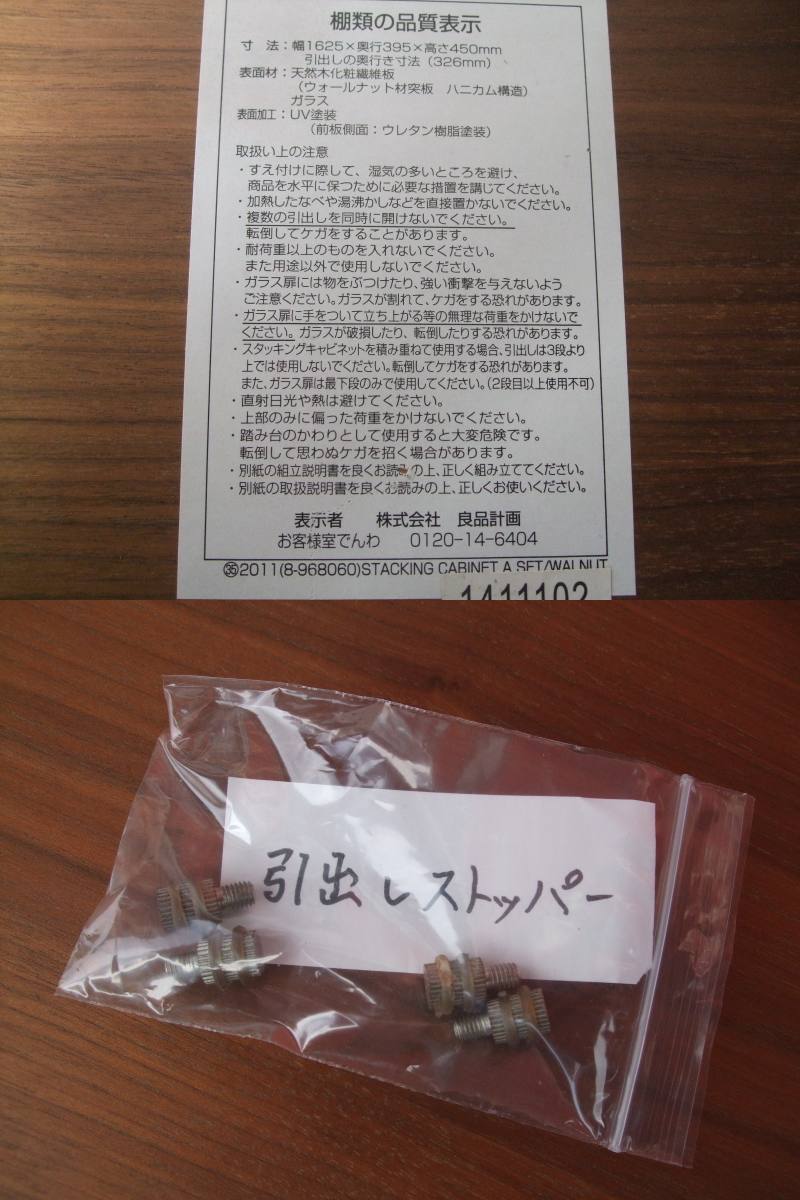 棚類の品質表示
寸 法：幅1625×奥行395×高さ450mm
引出しの奥行き寸法（326mm）
表面材：天然木化粧繊維板
（ウォールナット材突板 ハニカム構造）
ガラス
表面加工：UV塗装
（前板側面：ウレタン樹脂塗装）
取扱い上の注意
・すえ付けに際して、湿気の多いところを避け、
商品を水平に保つために必要な措置を講じてください。
・加熱したなべや湯沸かしなどを直接置かないでください。
・複数の引出しを同時に開けないでください。
転倒してケガをすることがあります。
・耐荷重以上のものを入れないでください。
また用途以外で使用しないでください。
・ガラス扉には物をぶつけたり、強い衝撃を与えないよう
ご注意ください。ガラスが割れて、ケガをする恐れがあります。
・ガラス扉に手をついて立ち上がる等の無理な荷重をかけないで
ください。ガラスが破損したり、転倒したりする恐れがあります。
・スタッキングキャビネットを積み重ねて使用する場合、引出しは3段より
上では使用しないでください。転倒してケガをする恐れがあります。
また、ガラス扉は最下段のみで使用してください。（2段目以上使用不可）
・直射日光や熱は避けてください。
・上部のみに偏った荷重をかけないでください。
・踏み台のかわりとして使用すると大変危険です。
転倒して思わぬケガを招く場合があります。
・別紙の組立説明書を良くお読みの上、正しく組み立ててください。
・別紙の取扱説明書を良くお読みの上、正しくお使いください。
表示者 株式会社 良品計画
お客様室でんわ 0120-14-6404
㉟2011(8-968060)STACKING CABINET A SET/WALNUT
1411102
引出しストッパー